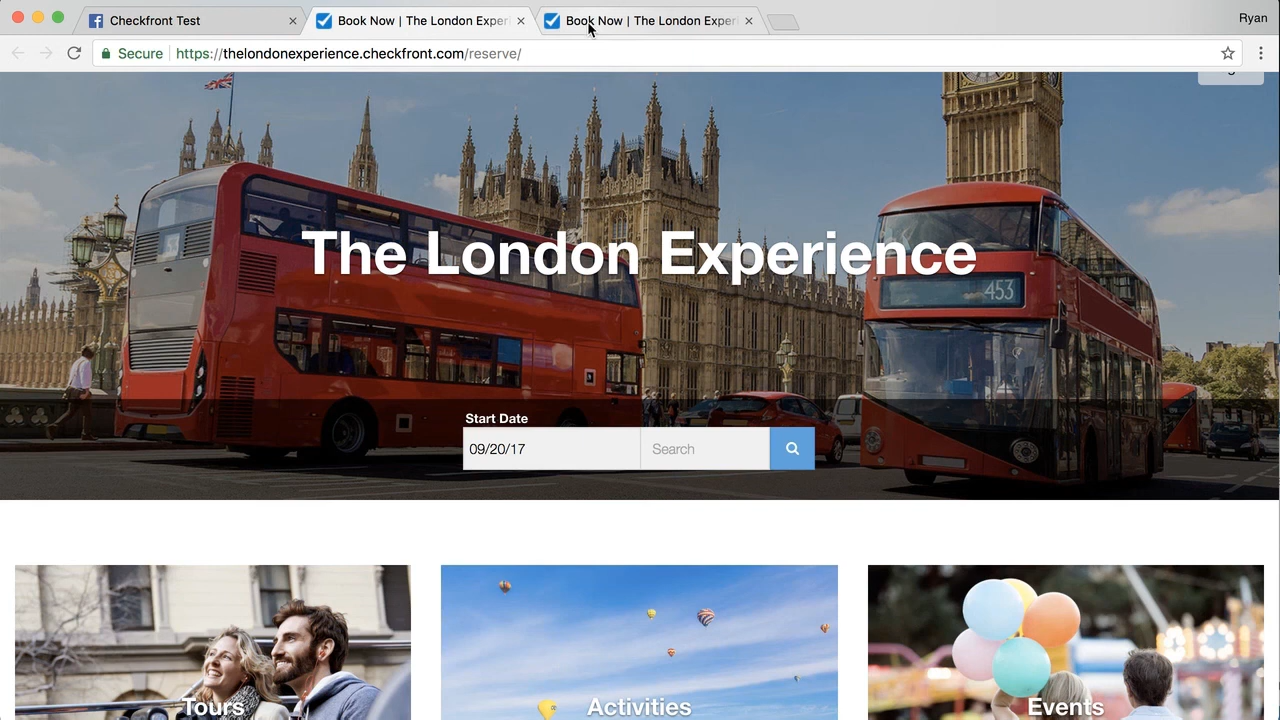 Checkfront Test
Book Now | The London Exper
Book Now | The London Exper
Ryan
Secure
https://thelondonexperience.checkfront.com/reserve/
453
The London Experience
Start Date
09/20/17
Search
Tours
Activities
Events